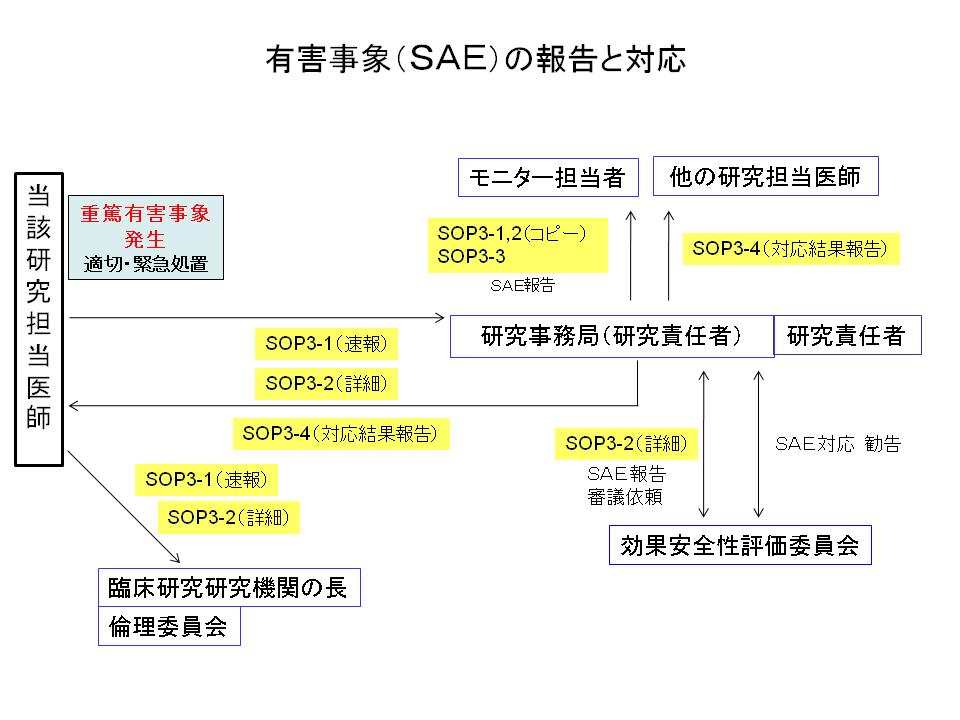 有害事象（ＳＡＥ）の報告と対応
モニター担当者
他の研究担当医師
当該研究担当医師
重篤有害事象
発生
適切・緊急処置
SOP3-1,2（コピー）
SOP3-3
SAE報告
SOP3-4（対応結果報告）
研究事務局（研究責任者）
研究責任者
SOP3-1（速報）
SOP3-2（詳細）
SOP3-4（対応結果報告）
SOP3-2（詳細）
ＳＡＥ報告
審議依頼
ＳＡＥ対応 勧告
SOP3-1（速報）
SOP3-2（詳細）
効果安全性評価委員会
臨床研究研究機関の長
倫理委員会